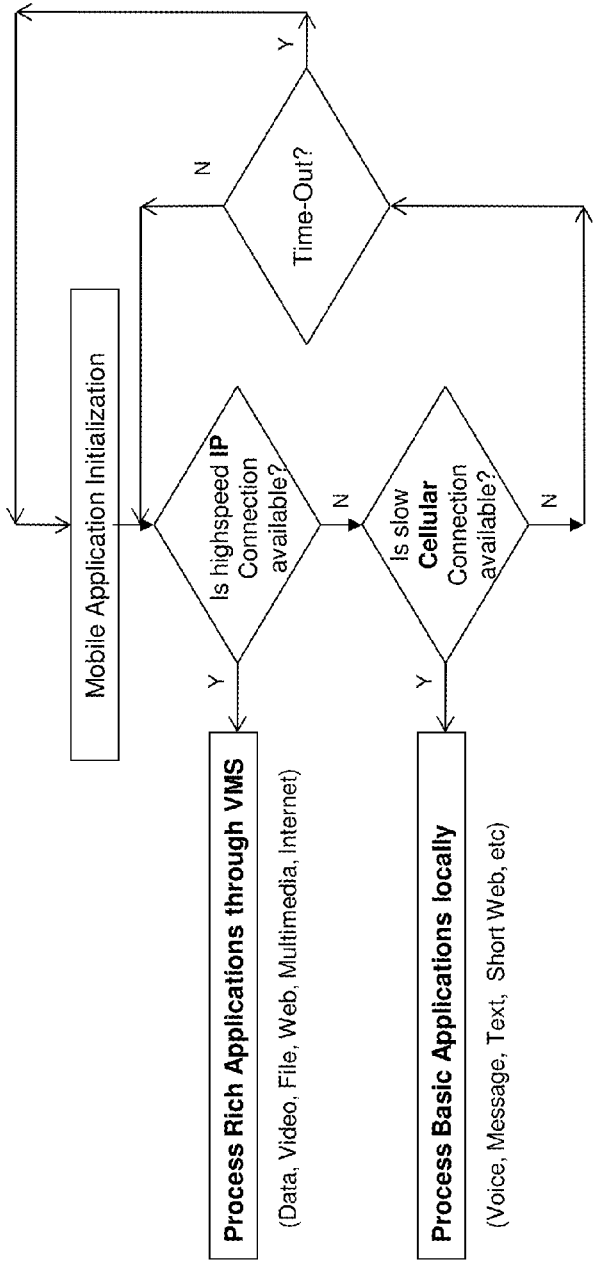 Mobile Application Initialization
Is highspeed IP
Connection
available?
Y
N
Process Rich Applications through VMS
(Data, Video, File, Web, Multimedia, Internet)
Is slow
Cellular
Connection
available?
Y
N
Process Basic Applications locally
(Voice, Message, Text, Short Web, etc)
Time-Out?
N
Y